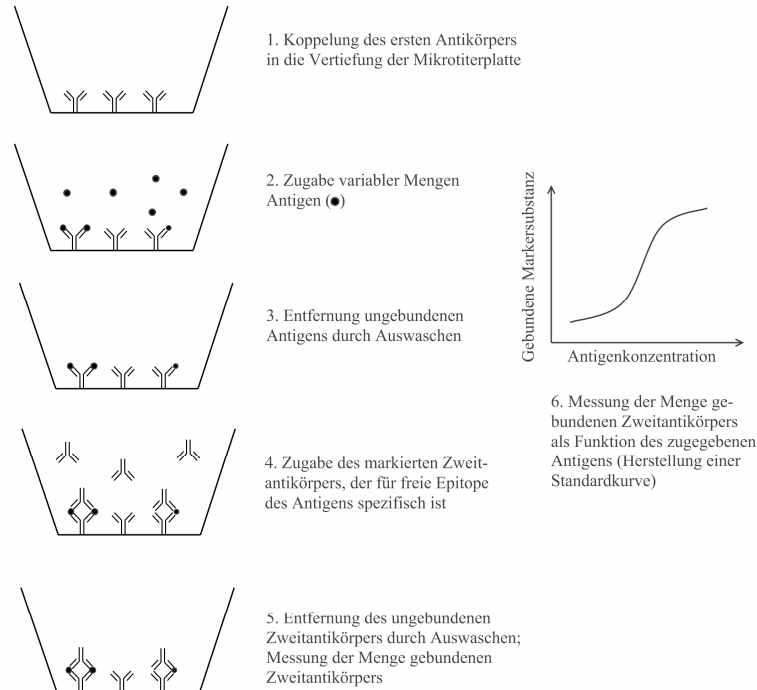 1. Koppelung des ersten Antikörpers
in die Vertiefung der Mikrotiterplatte
2. Zugabe variabler Mengen
Antigen (●)
3. Entfernung ungebundenen
Antigens durch Auswaschen
4. Zugabe des markierten Zweit-
antikörpers, der für freie Epitope
des Antigens spezifisch ist
5. Entfernung des ungebundenen
Zweitantikörpers durch Auswaschen;
Messung der Menge gebundenen
Zweitantikörpers
Gebundene Markersubstanz
Antigenkonzentration
6. Messung der Menge ge-
bundenen Zweitantikörpers
als Funktion des zugegebenen
Antigens (Herstellung einer
Standardkurve)